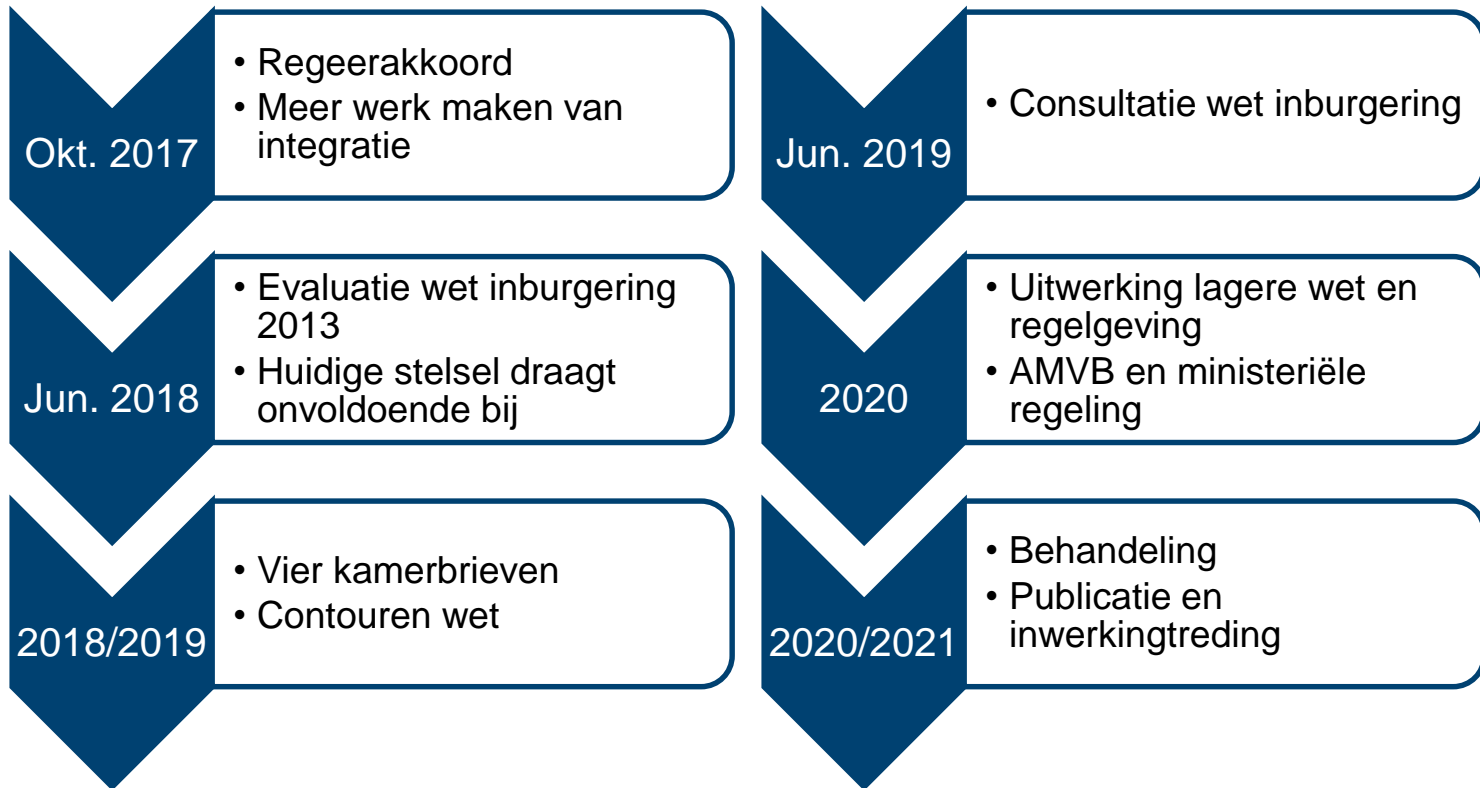 Okt. 2017
• Regeerakkoord
• Meer werk maken van
integratie
Jun. 2018
• Evaluatie wet inburgering
2013
• Huidige stelsel draagt
onvoldoende bij
2018/2019
• Vier kamerbrieven
• Contouren wet
Jun. 2019
• Consultatie wet inburgering
2020
• Uitwerking lagere wet en
regelgeving
• AMVB en ministeriële
regeling
2020/2021
• Behandeling
• Publicatie en
inwerkingtreding